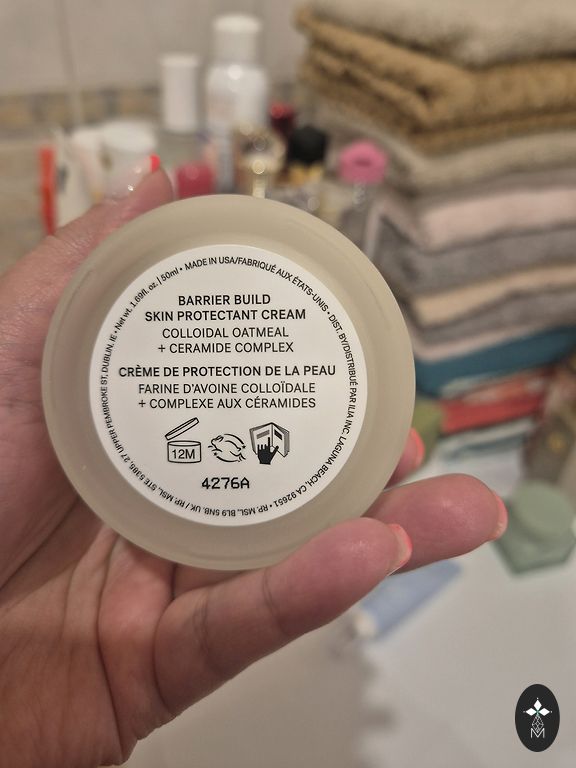 BARRIER BUILD
SKIN PROTECTANT CREAM
COLLOIDAL OATMEAL
+ CERAMIDE COMPLEX
CRÈME DE PROTECTION DE LA PEAU
FARINE D'AVOINE COLLOÏDALE
+ COMPLEXE AUX CÉRAMIDES
12M
4276A
• Net wt. 1.69fl. oz. | 50ml • MADE IN USA/FABRIQUÉ AUX ÉTATS-UNIS • DIST. BY/DISTRIBUÉ PAR ILIA INC. LAGUNA BEACH, CA 92651 • RP, MSL, BL9 5NB, UK / RP, MSL, STE 5386, 27 UPPER PEMBROKE ST, DUBLIN, IE
M